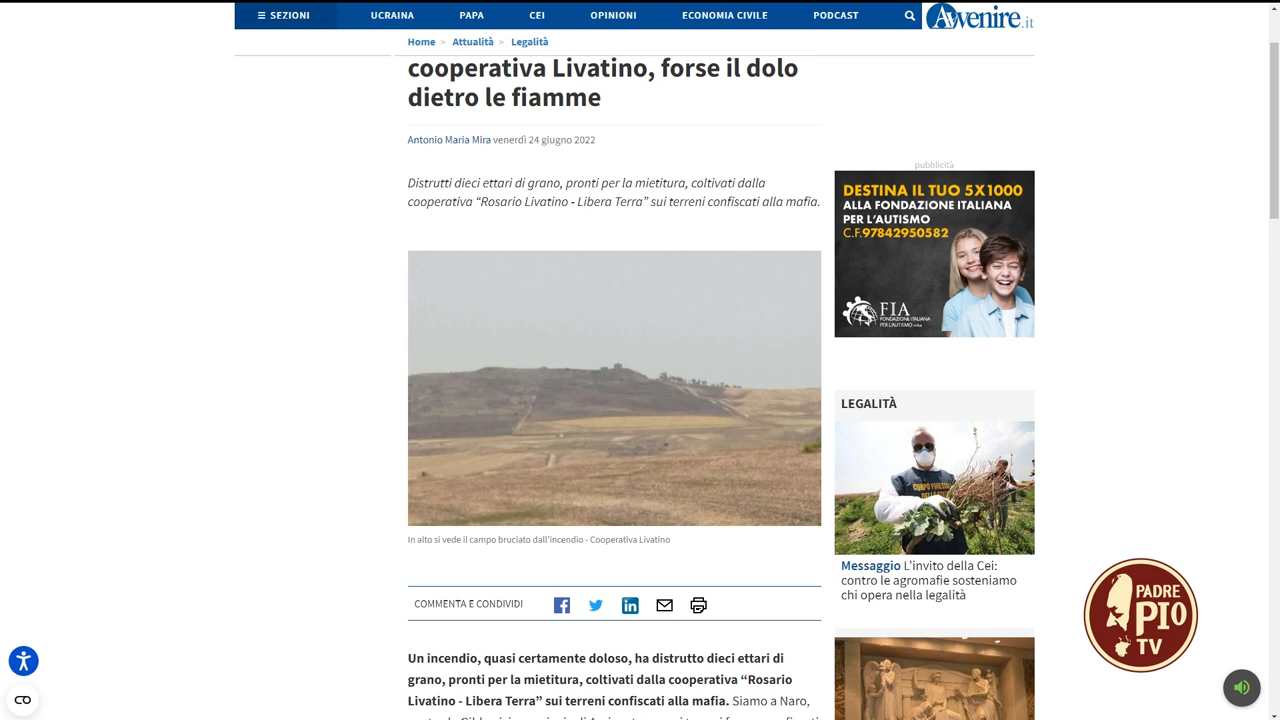 ☰ SEZIONI UCRAINA PAPA CEI OPINIONI ECONOMIA CIVILE PODCAST
Avvenire.it
Home > Attualità > Legalità
cooperativa Livatino, forse il dolo
dietro le fiamme
Antonio Maria Mira venerdì 24 giugno 2022
Distrutti dieci ettari di grano, pronti per la mietitura, coltivati dalla
cooperativa “Rosario Livatino - Libera Terra” sui terreni confiscati alla mafia.
In alto si vede il campo bruciato dall'incendio - Cooperativa Livatino
COMMENTA E CONDIVIDI
Un incendio, quasi certamente doloso, ha distrutto dieci ettari di
grano, pronti per la mietitura, coltivati dalla cooperativa “Rosario
Livatino - Libera Terra” sui terreni confiscati alla mafia. Siamo a Naro,
pubblicità
DESTINA IL TUO 5X1000
ALLA FONDAZIONE ITALIANA
PER L'AUTISMO
C.F.97842950582
FIA
FONDAZIONE ITALIANA
PER L'AUTISMO
LEGALITÀ
CORPO FORESTALE
Messaggio L’invito della Cei:
contro le agromafie sosteniamo
chi opera nella legalità
PADRE
PIO
TV